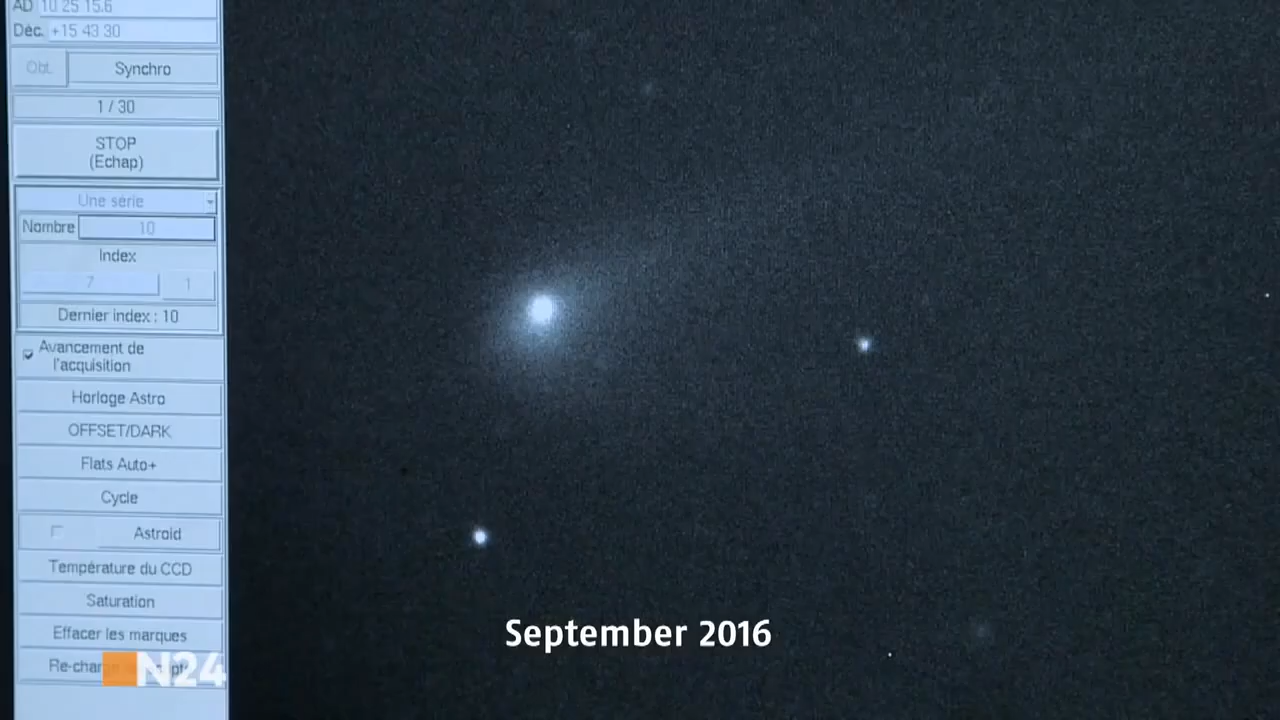 AD 10 25 15.6
Déc. +15 43 30
Obt. Synchro
1 / 30
STOP
(Echap)
Une série
Nombre 10
Index
7 1
Dernier index : 10
Avancement de
l'acquisition
Horloge Astro
OFFSET/DARK
Flats Auto+
Cycle
Astroid
Température du CCD
Saturation
Effacer les marques
N24
September 2016